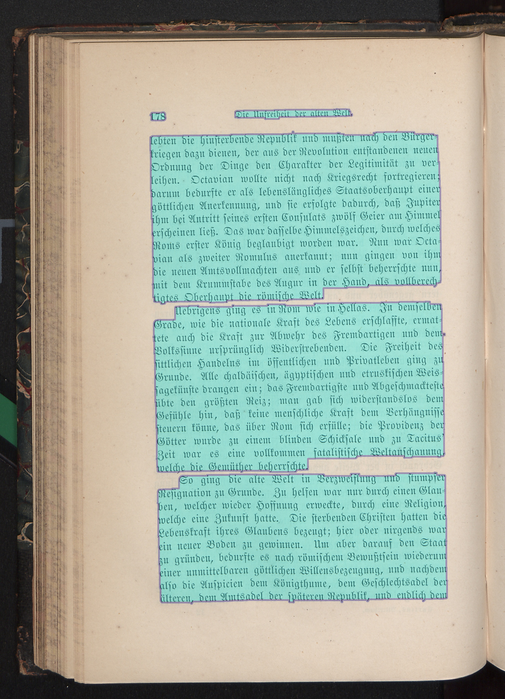 178
Die Unfreiheit der alten Welt.
lebten die hinsterbende Republik und mußten nach den Bürger-
kriegen dazu dienen, der aus der Revolution entstandenen neuen
Ordnung der Dinge den Charakter der Legitimität zu ver-
leihen. Octavian wollte nicht nach Kriegsrecht fortregieren;
darum bedurfte er als lebenslängliches Staatsoberhaupt einer
göttlichen Anerkennung, und sie erfolgte dadurch, daß Jupiter
ihm bei Antritt seines ersten Consulats zwölf Geier am Himmel
erscheinen ließ. Das war dasselbe Himmelszeichen, durch welches
Roms erster König beglaubigt worden war. Nun war Octa-
vian als zweiter Romulus anerkannt; nun gingen von ihm
die neuen Amtsvollmachten aus und er selbst beherrschte nun,
mit dem Krummstabe des Augur in der Hand, als vollberech-
tigtes Oberhaupt die römische Welt.
Uebrigens ging es in Rom wie in Hellas. In demselben
Grade, wie die nationale Kraft des Lebens erschlaffte, ermat-
tete auch die Kraft zur Abwehr des Fremdartigen und dem
Volkssinne ursprünglich Widerstrebenden. Die Freiheit des
sittlichen Handelns im öffentlichen und Privatleben ging zu
Grunde. Alle chaldäischen, ägyptischen und etruskischen Weis-
sagekünste drangen ein; das Fremdartigste und Abgeschmackteste
übte den größten Reiz; man gab sich widerstandslos dem
Gefühle hin, daß keine menschliche Kraft dem Verhängnisse
steuern könne, das über Rom sich erfülle; die Providenz der
Götter wurde zu einem blinden Schicksale und zu Tacitus'
Zeit war es eine vollkommen fatalistische Weltanschauung,
welche die Gemüther beherrschte.
So ging die alte Welt in Verzweiflung und stumpfer
Resignation zu Grunde. Zu helfen war nur durch einen Glau-
ben, welcher wieder Hoffnung erweckte, durch eine Religion,
welche eine Zukunft hatte. Die sterbenden Christen hatten die
Lebenskraft ihres Glaubens bezeugt; hier oder nirgends war
ein neuer Boden zu gewinnen. Um aber darauf den Staat
zu gründen, bedurfte es nach römischem Bewußtsein wiederum
einer unmittelbaren göttlichen Willensbezeugung, und nachdem
also die Auspicien dem Königthume, dem Geschlechtsadel der
älteren, dem Amtsadel der späteren Republik, und endlich dem